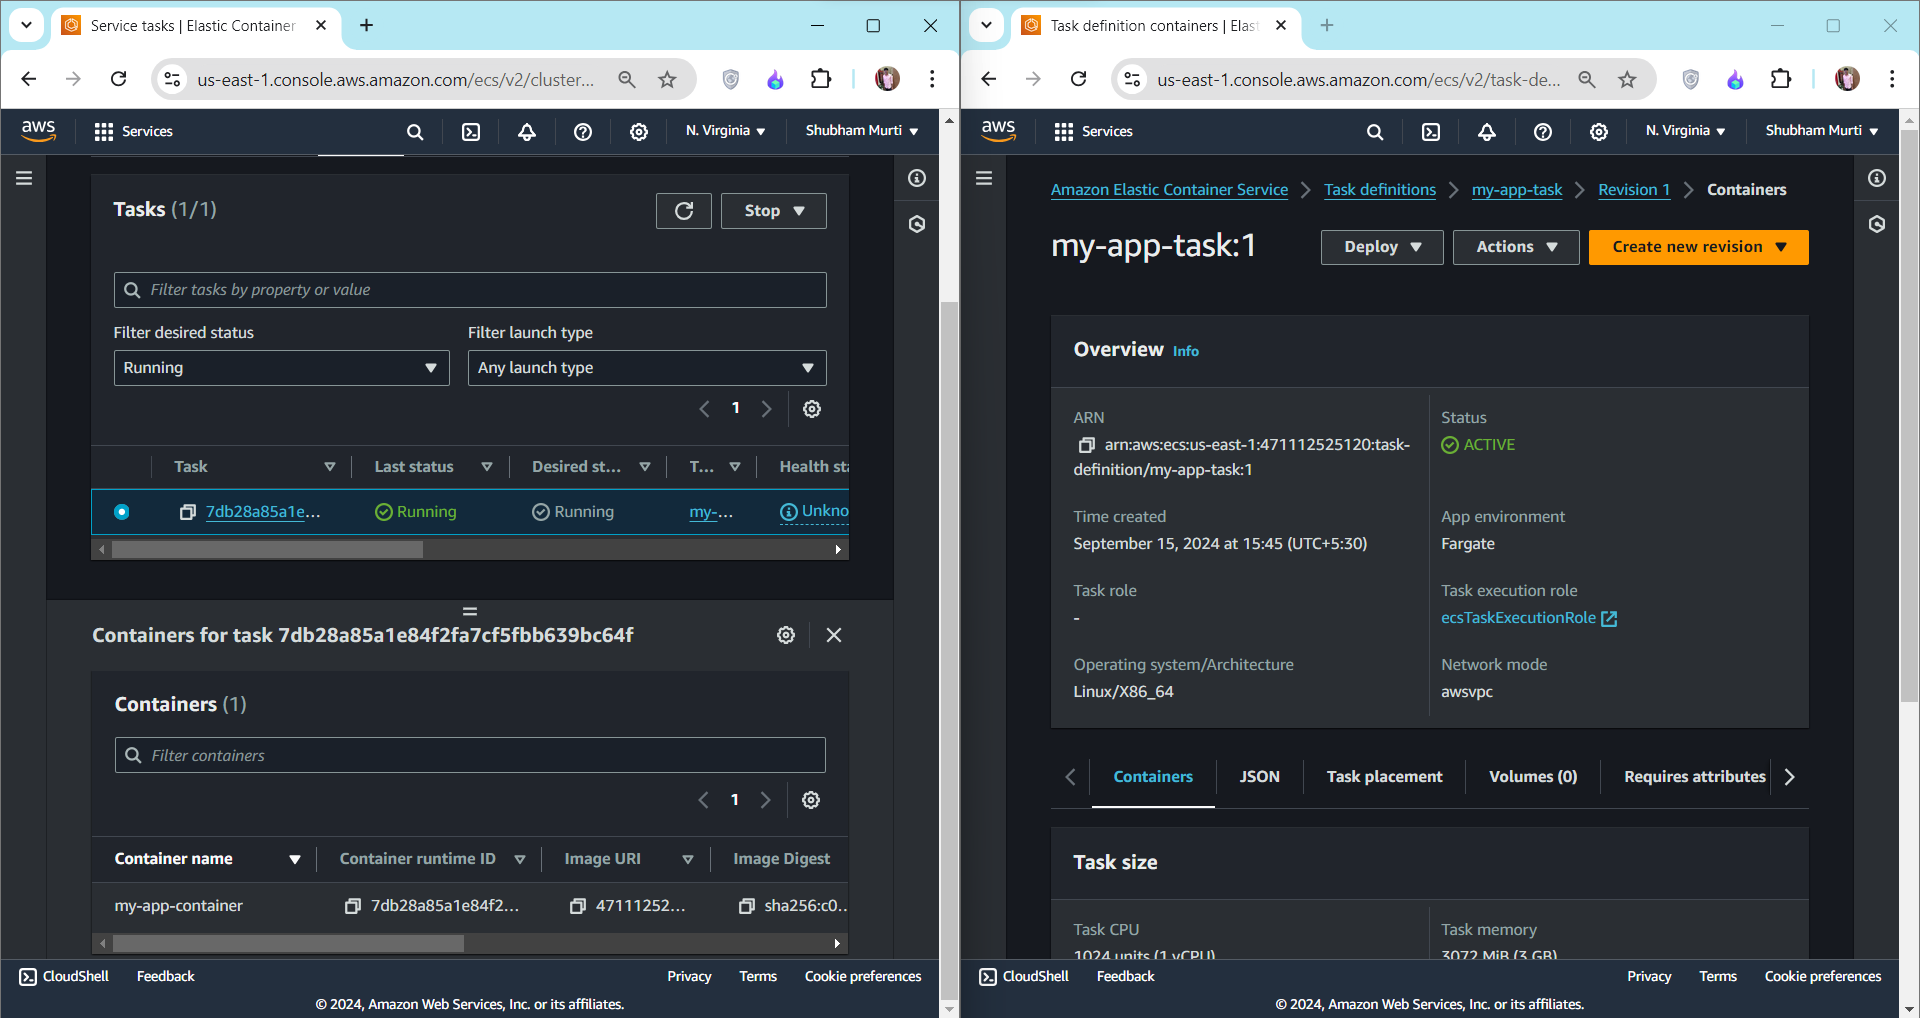 Service tasks | Elastic Container
us-east-1.console.aws.amazon.com/ecs/v2/cluster...
aws
Services
N. Virginia
Shubham Murti
Tasks (1/1)
Stop
Filter tasks by property or value
Filter desired status
Filter launch type
Running
Any launch type
1
Task
Last status
Desired st...
T...
Health sta
7db28a85a1e...
Running
Running
my-...
Unkno
Containers for task 7db28a85a1e84f2fa7cf5fbb639bc64f
Containers (1)
Filter containers
1
Container name
Container runtime ID
Image URI
Image Digest
my-app-container
7db28a85a1e84f2...
47111252...
sha256:c0...
CloudShell
Feedback
Privacy
Terms
Cookie preferences
© 2024, Amazon Web Services, Inc. or its affiliates.
Task definition containers | Elast
us-east-1.console.aws.amazon.com/ecs/v2/task-de...
aws
Services
N. Virginia
Shubham Murti
Amazon Elastic Container Service
Task definitions
my-app-task
Revision 1
Containers
my-app-task:1
Deploy
Actions
Create new revision
Overview Info
ARN
arn:aws:ecs:us-east-1:471112525120:task-
definition/my-app-task:1
Status
ACTIVE
Time created
September 15, 2024 at 15:45 (UTC+5:30)
App environment
Fargate
Task role
-
Task execution role
ecsTaskExecutionRole
Operating system/Architecture
Linux/X86_64
Network mode
awsvpc
Containers
JSON
Task placement
Volumes (0)
Requires attributes
Task size
Task CPU
1024 units (1 vCPU)
Task memory
3072 MiB (3 GB)
CloudShell
Feedback
Privacy
Terms
Cookie preferences
© 2024, Amazon Web Services, Inc. or its affiliates.